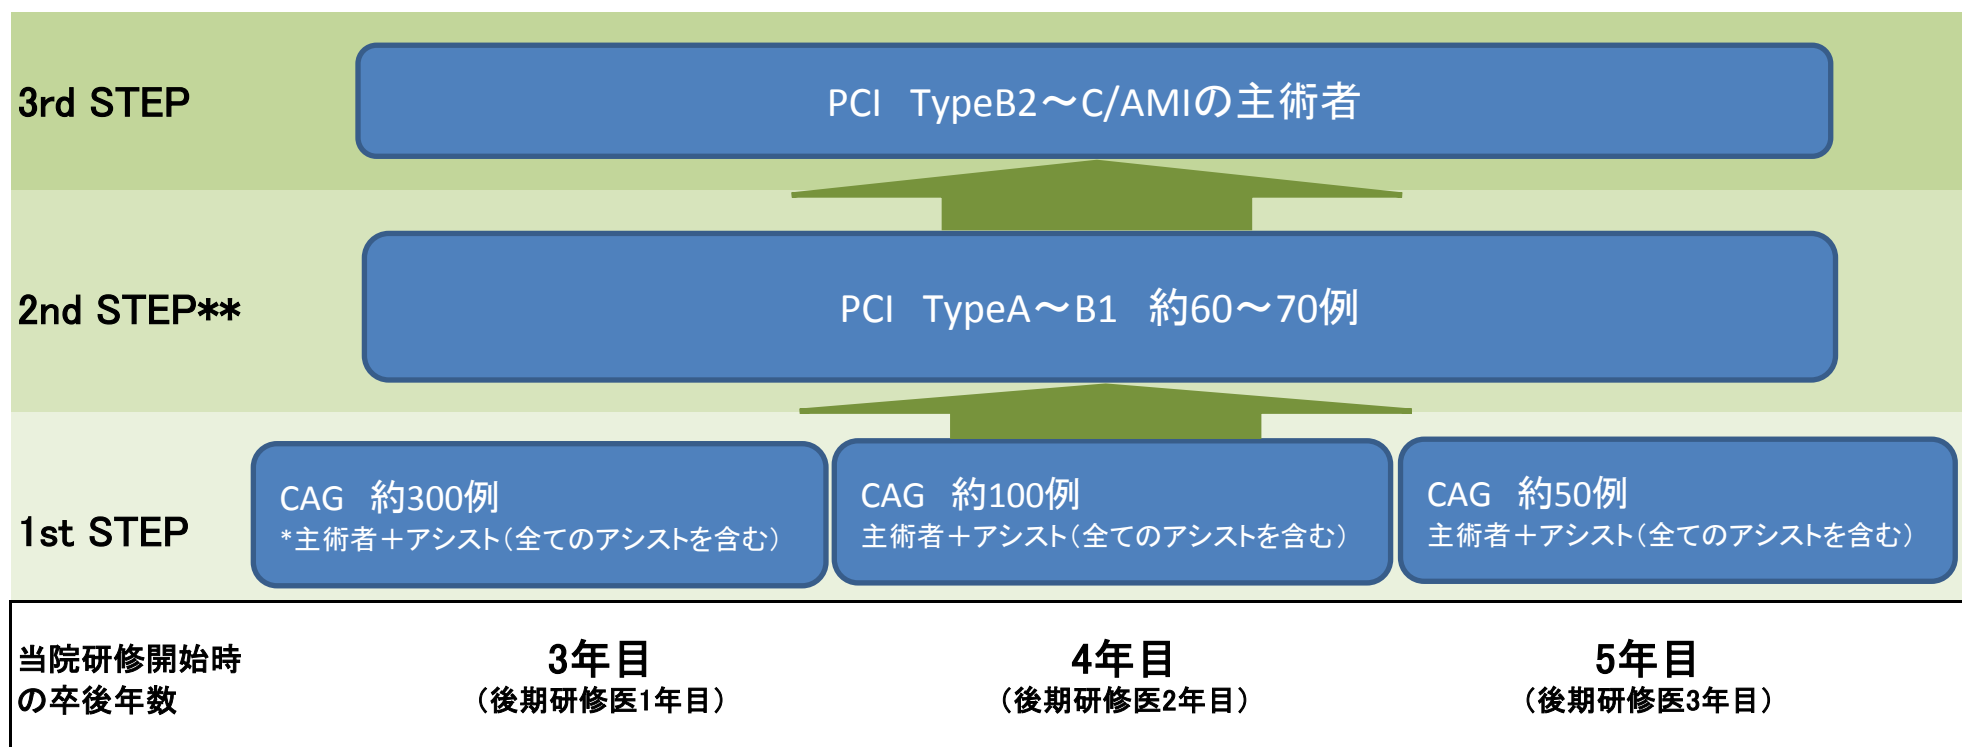 3rd STEP
PCI　TypeB2～C/AMIの主術者
2nd STEP**
PCI　TypeA～B1　約60～70例
1st STEP
CAG　約300例
*主術者＋アシスト（全てのアシストを含む）
CAG　約100例
主術者＋アシスト（全てのアシストを含む）
CAG　約50例
主術者＋アシスト（全てのアシストを含む）
当院研修開始時
の卒後年数
3年目
（後期研修医1年目）
4年目
（後期研修医2年目）
5年目
（後期研修医3年目）